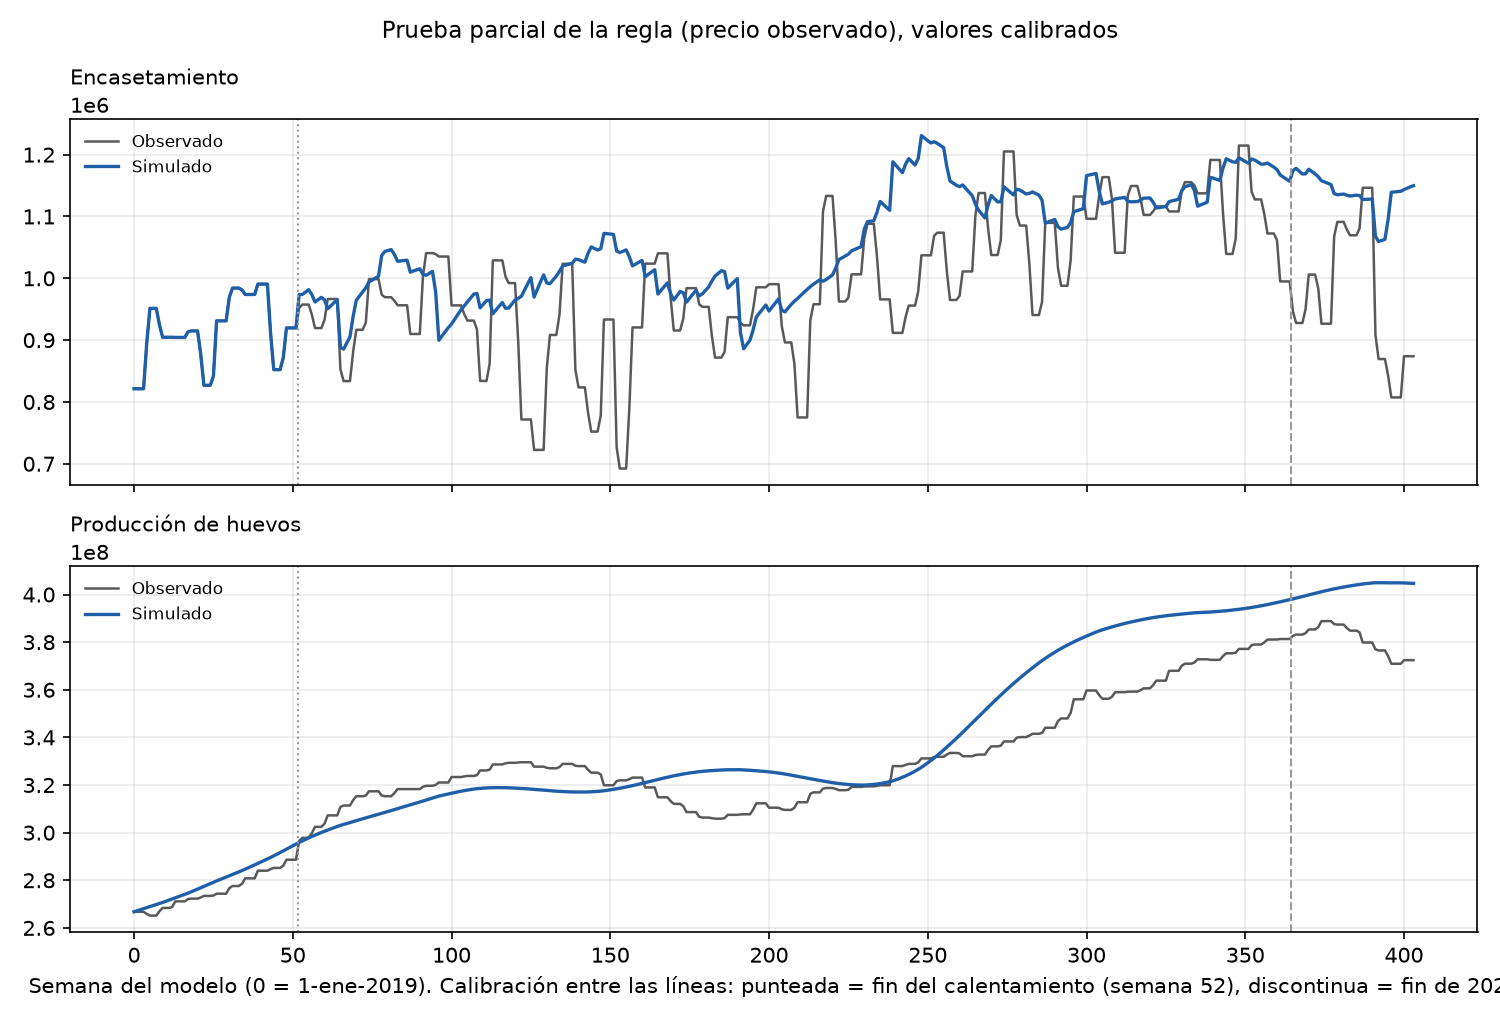 Prueba parcial de la regla (precio observado), valores calibrados
Encasetamiento
1e6
Observado
Simulado
1.2
1.1
1.0
0.9
0.8
0.7
Producción de huevos
1e8
Observado
Simulado
4.0
3.8
3.6
3.4
3.2
3.0
2.8
2.6
0 50 100 150 200 250 300 350 400
Semana del modelo (0 = 1-ene-2019). Calibración entre las líneas: punteada = fin del calentamiento (semana 52), discontinua = fin de 202